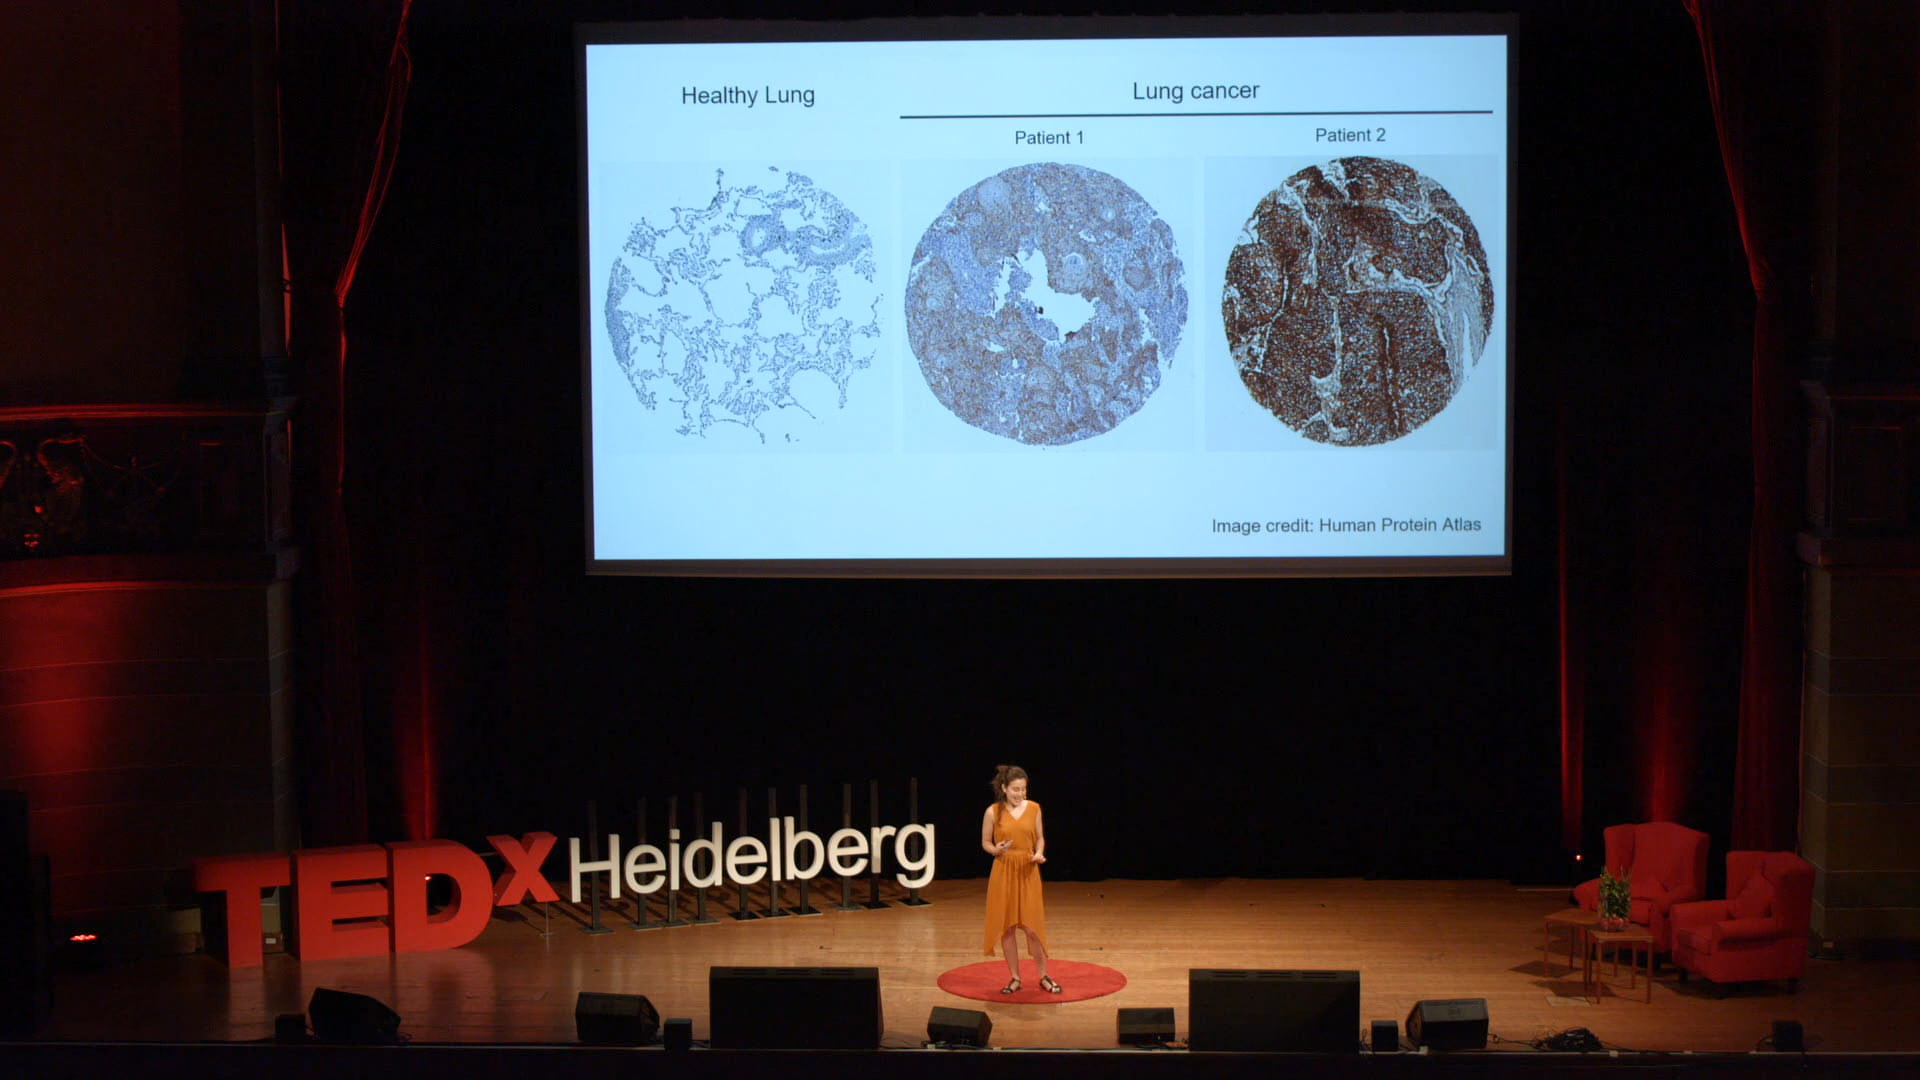 Healthy Lung
Lung cancer
Patient 1
Patient 2
Image credit: Human Protein Atlas
TEDxHeidelberg